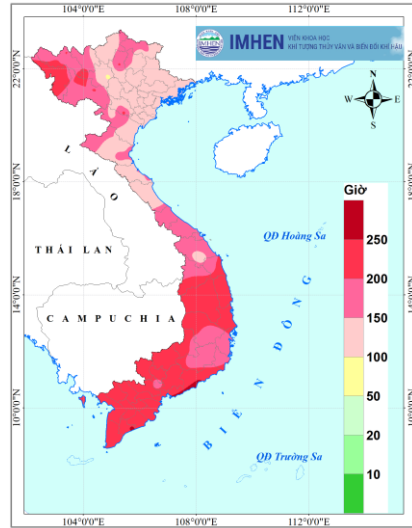 104°0'0"E
108°0'0"E
112°0'0"E
IMHEN
IMHEN
VIỆN KHOA HỌC
KHÍ TƯỢNG THỦY VĂN VÀ BIẾN ĐỔI KHÍ HẬU
22°0'0"N
N
W
E
S
LÀO
18°0'0"N
Giờ
250
200
150
100
50
20
10
THÁI LAN
QĐ Hoàng Sa
14°0'0"N
CAMPUCHIA
BIỂN ĐÔNG
10°0'0"N
QĐ Trường Sa
104°0'0"E
108°0'0"E
112°0'0"E